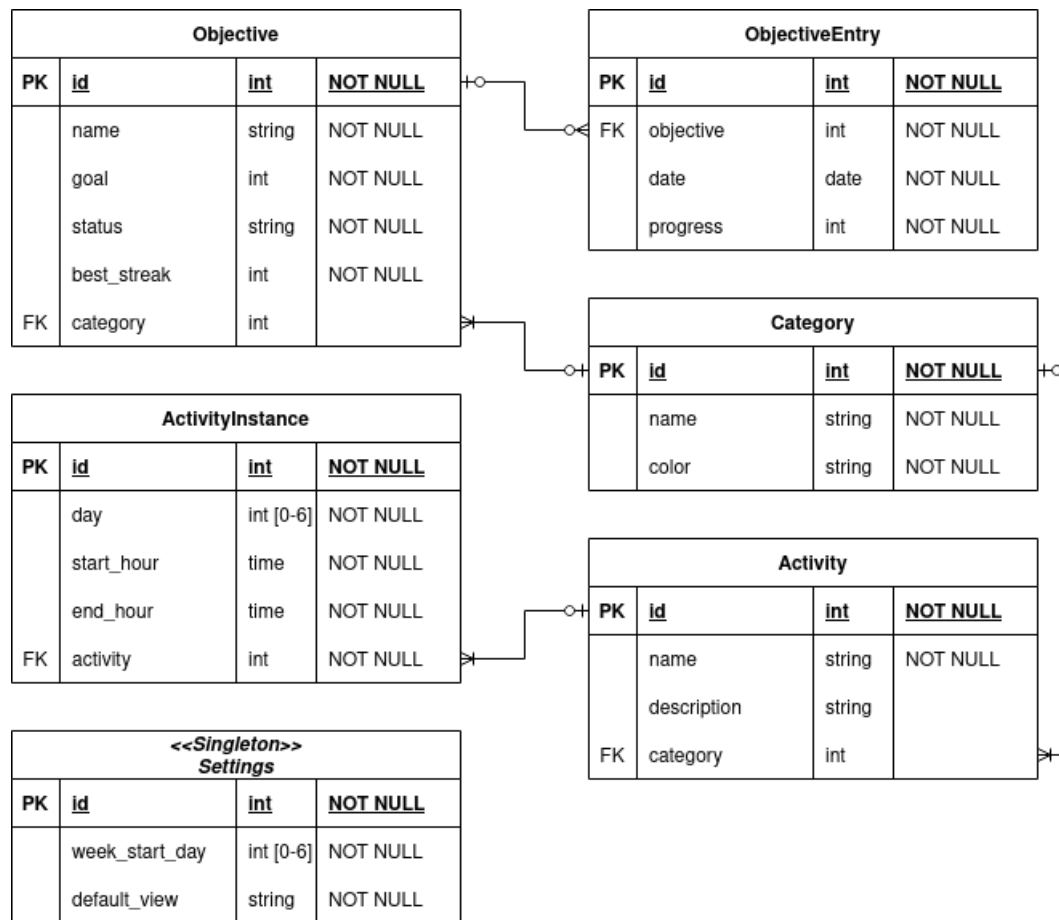 Objective
PK id int NOT NULL
name string NOT NULL
goal int NOT NULL
status string NOT NULL
best_streak int NOT NULL
FK category int
ObjectiveEntry
PK id int NOT NULL
FK objective int NOT NULL
date date NOT NULL
progress int NOT NULL
Category
PK id int NOT NULL
name string NOT NULL
color string NOT NULL
ActivityInstance
PK id int NOT NULL
day int [0-6] NOT NULL
start_hour time NOT NULL
end_hour time NOT NULL
FK activity int NOT NULL
Activity
PK id int NOT NULL
name string NOT NULL
description string
FK category int
<<Singleton>>
Settings
PK id int NOT NULL
week_start_day int [0-6] NOT NULL
default_view string NOT NULL